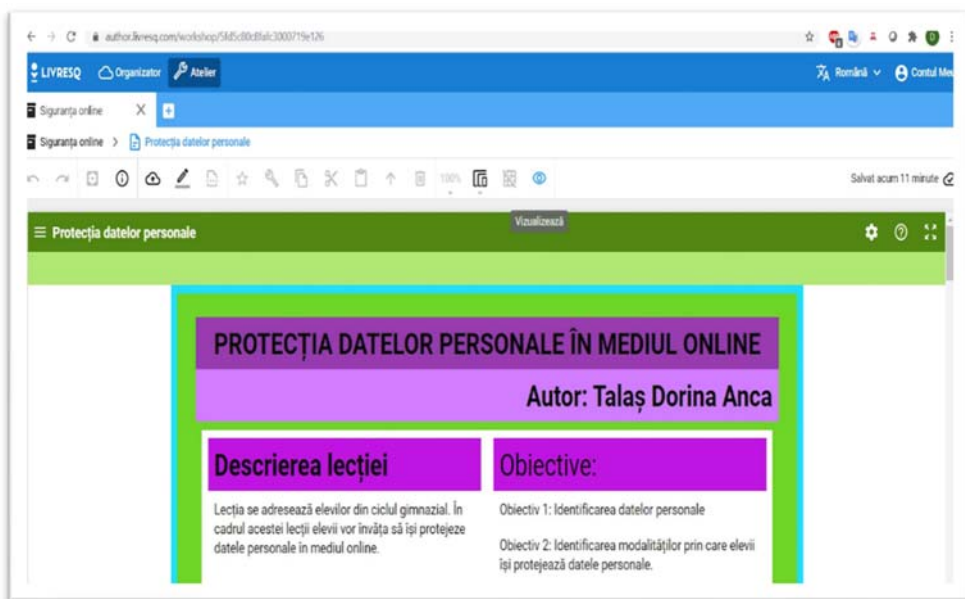 author.livresq.com/workshop/
LIVRESQ Organizator Atelier Română Contul Meu
Siguranța online X +
Siguranța online > Protecția datelor personale
100% Salvat acum 11 minute
Vizualizează
Protecția datelor personale
PROTECȚIA DATELOR PERSONALE ÎN MEDIUL ONLINE
Autor: Talaș Dorina Anca
Descrierea lecției
Lecția se adresează elevilor din ciclul gimnazial. În
cadrul acestei lecții elevii vor învăța să își protejeze
datele personale in mediul online.
Obiective:
Obiectiv 1: Identificarea datelor personale
Obiectiv 2: Identificarea modalităților prin care elevii
își protejează datele personale.